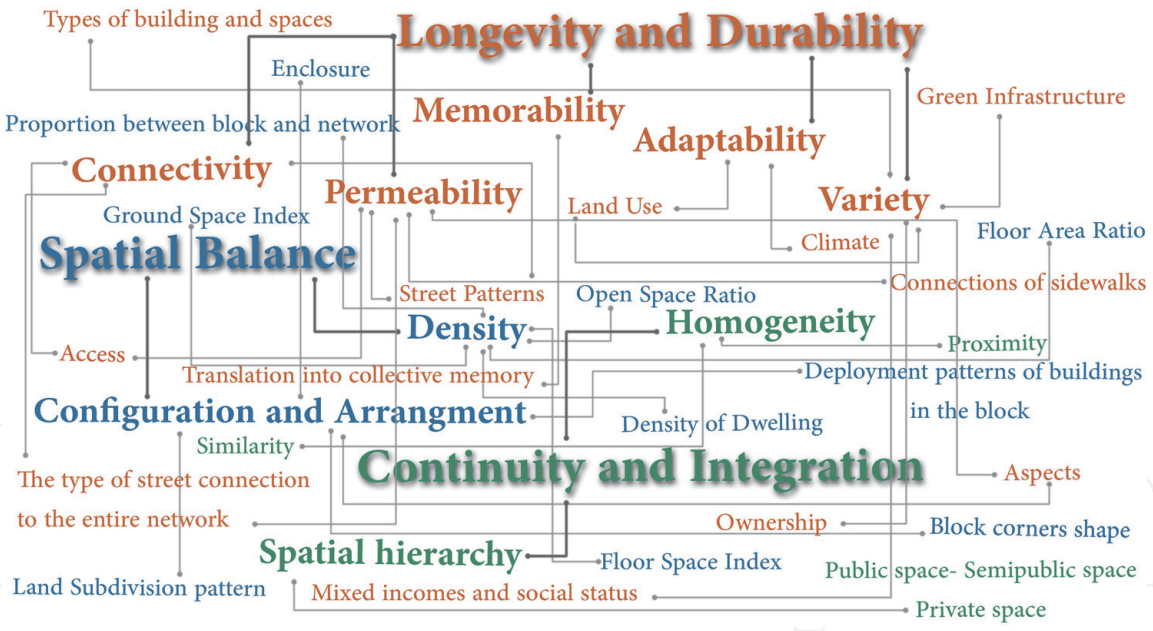 Types of building and spaces
Longevity and Durability
Enclosure
Green Infrastructure
Memorability
Proportion between block and network
Adaptability
Connectivity
Permeability
Variety
Land Use
Ground Space Index
Floor Area Ratio
Climate
Spatial Balance
Connections of sidewalks
Street Patterns
Open Space Ratio
Density
Homogeneity
Proximity
Access
Translation into collective memory
Deployment patterns of buildings
in the block
Configuration and Arrangment
Density of Dwelling
Similarity
Continuity and Integration
Aspects
The type of street connection
to the entire network
Ownership
Block corners shape
Spatial hierarchy
Floor Space Index
Public space- Semipublic space
Land Subdivision pattern
Mixed incomes and social status
Private space